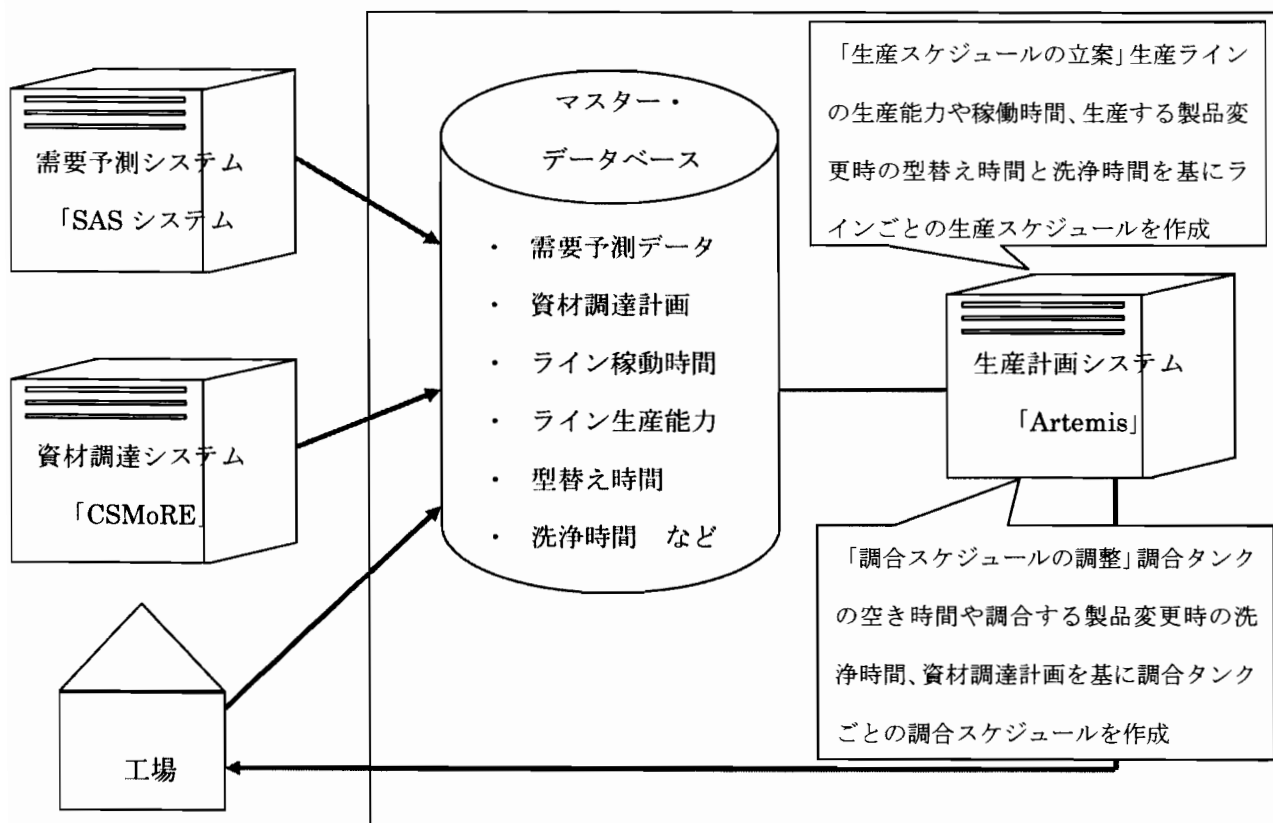 需要予測システム
「SAS システム
資材調達システム
「CSMoRE」
工場
マスター・
データベース
・ 需要予測データ
・ 資材調達計画
・ ライン稼動時間
・ ライン生産能力
・ 型替え時間
・ 洗浄時間 など
「生産スケジュールの立案」生産ライン
の生産能力や稼働時間、生産する製品変
更時の型替え時間と洗浄時間を基にラ
インごとの生産スケジュールを作成
生産計画システム
「Artemis」
「調合スケジュールの調整」調合タンク
の空き時間や調合する製品変更時の洗
浄時間、資材調達計画を基に調合タンク
ごとの調合スケジュールを作成